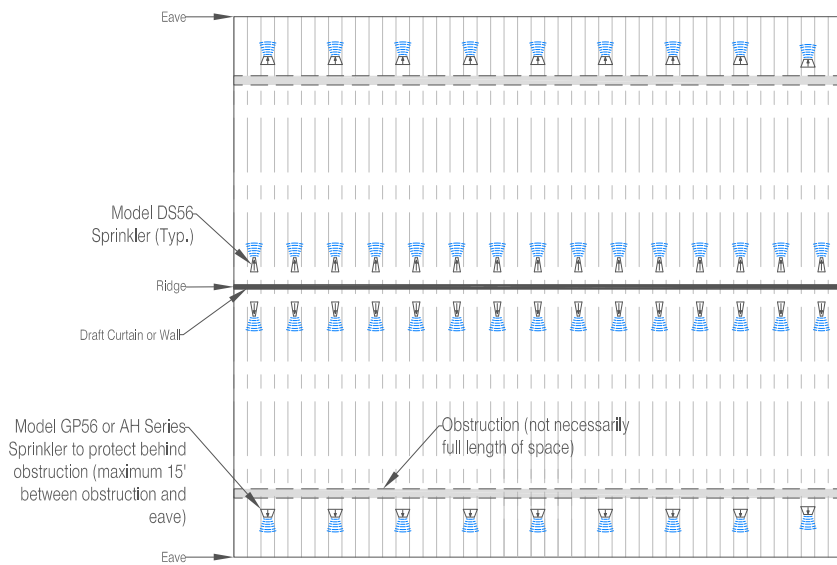 Eave
Model DS56
Sprinkler (Typ.)
Ridge
Draft Curtain or Wall
Model GP56 or AH Series
Sprinkler to protect behind
obstruction (maximum 15'
between obstruction and
eave)
Obstruction (not necessarily
full length of space)
Eave